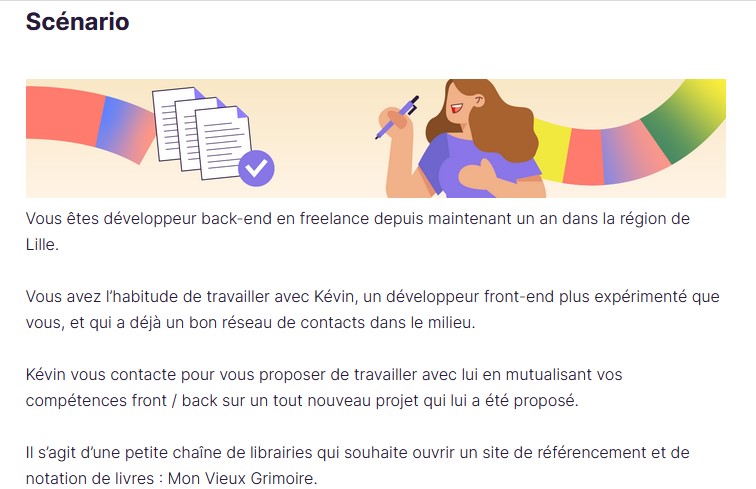 Scénario
Vous êtes développeur back-end en freelance depuis maintenant un an dans la région de
Lille.
Vous avez l’habitude de travailler avec Kévin, un développeur front-end plus expérimenté que
vous, et qui a déjà un bon réseau de contacts dans le milieu.
Kévin vous contacte pour vous proposer de travailler avec lui en mutualisant vos
compétences front / back sur un tout nouveau projet qui lui a été proposé.
Il s’agit d’une petite chaîne de librairies qui souhaite ouvrir un site de référencement et de
notation de livres : Mon Vieux Grimoire.